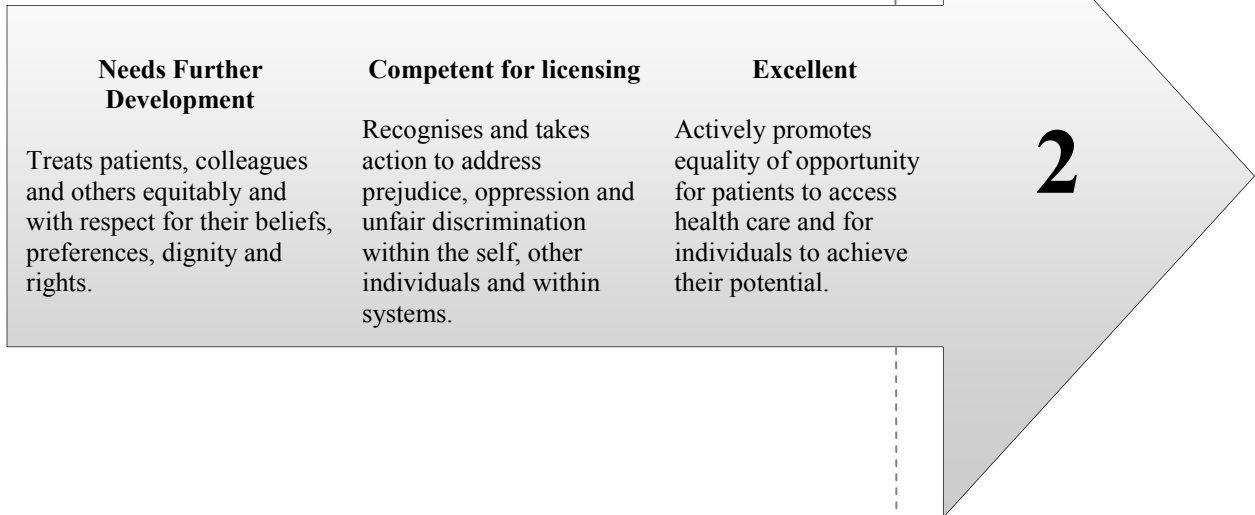 Needs Further
Development
Treats patients, colleagues
and others equitably and
with respect for their beliefs,
preferences, dignity and
rights.
Competent for licensing
Recognises and takes
action to address
prejudice, oppression and
unfair discrimination
within the self, other
individuals and within
systems.
Excellent
Actively promotes
equality of opportunity
for patients to access
health care and for
individuals to achieve
their potential.
2